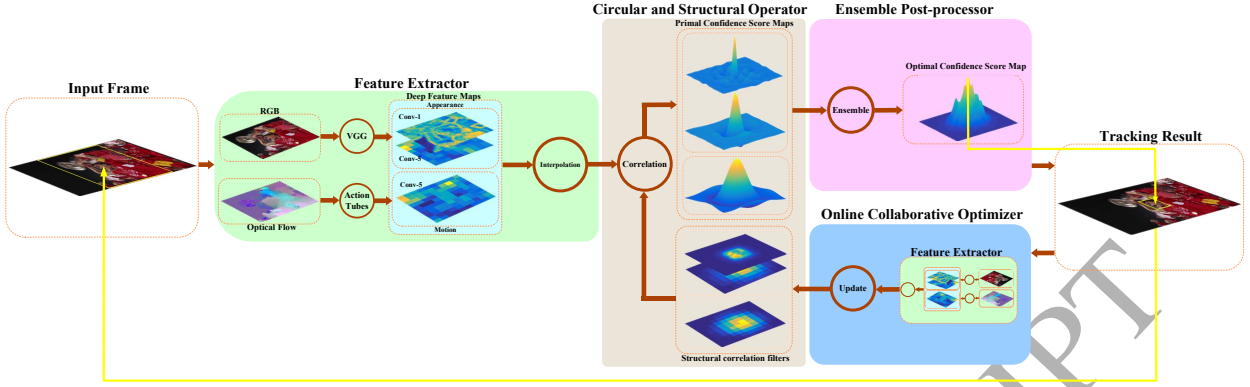 Circular and Structural Operator
Ensemble Post-processor
Primal Confidence Score Maps
Optimal Confidence Score Map
Input Frame
Feature Extractor
Deep Feature Maps
RGB
Appearance
Conv-1
VGG
Conv-5
Interpolation
Correlation
Ensemble
Tracking Result
Conv-5
Action
Tubes
Optical Flow
Motion
Online Collaborative Optimizer
Feature Extractor
Update
Structural correlation filters
PT